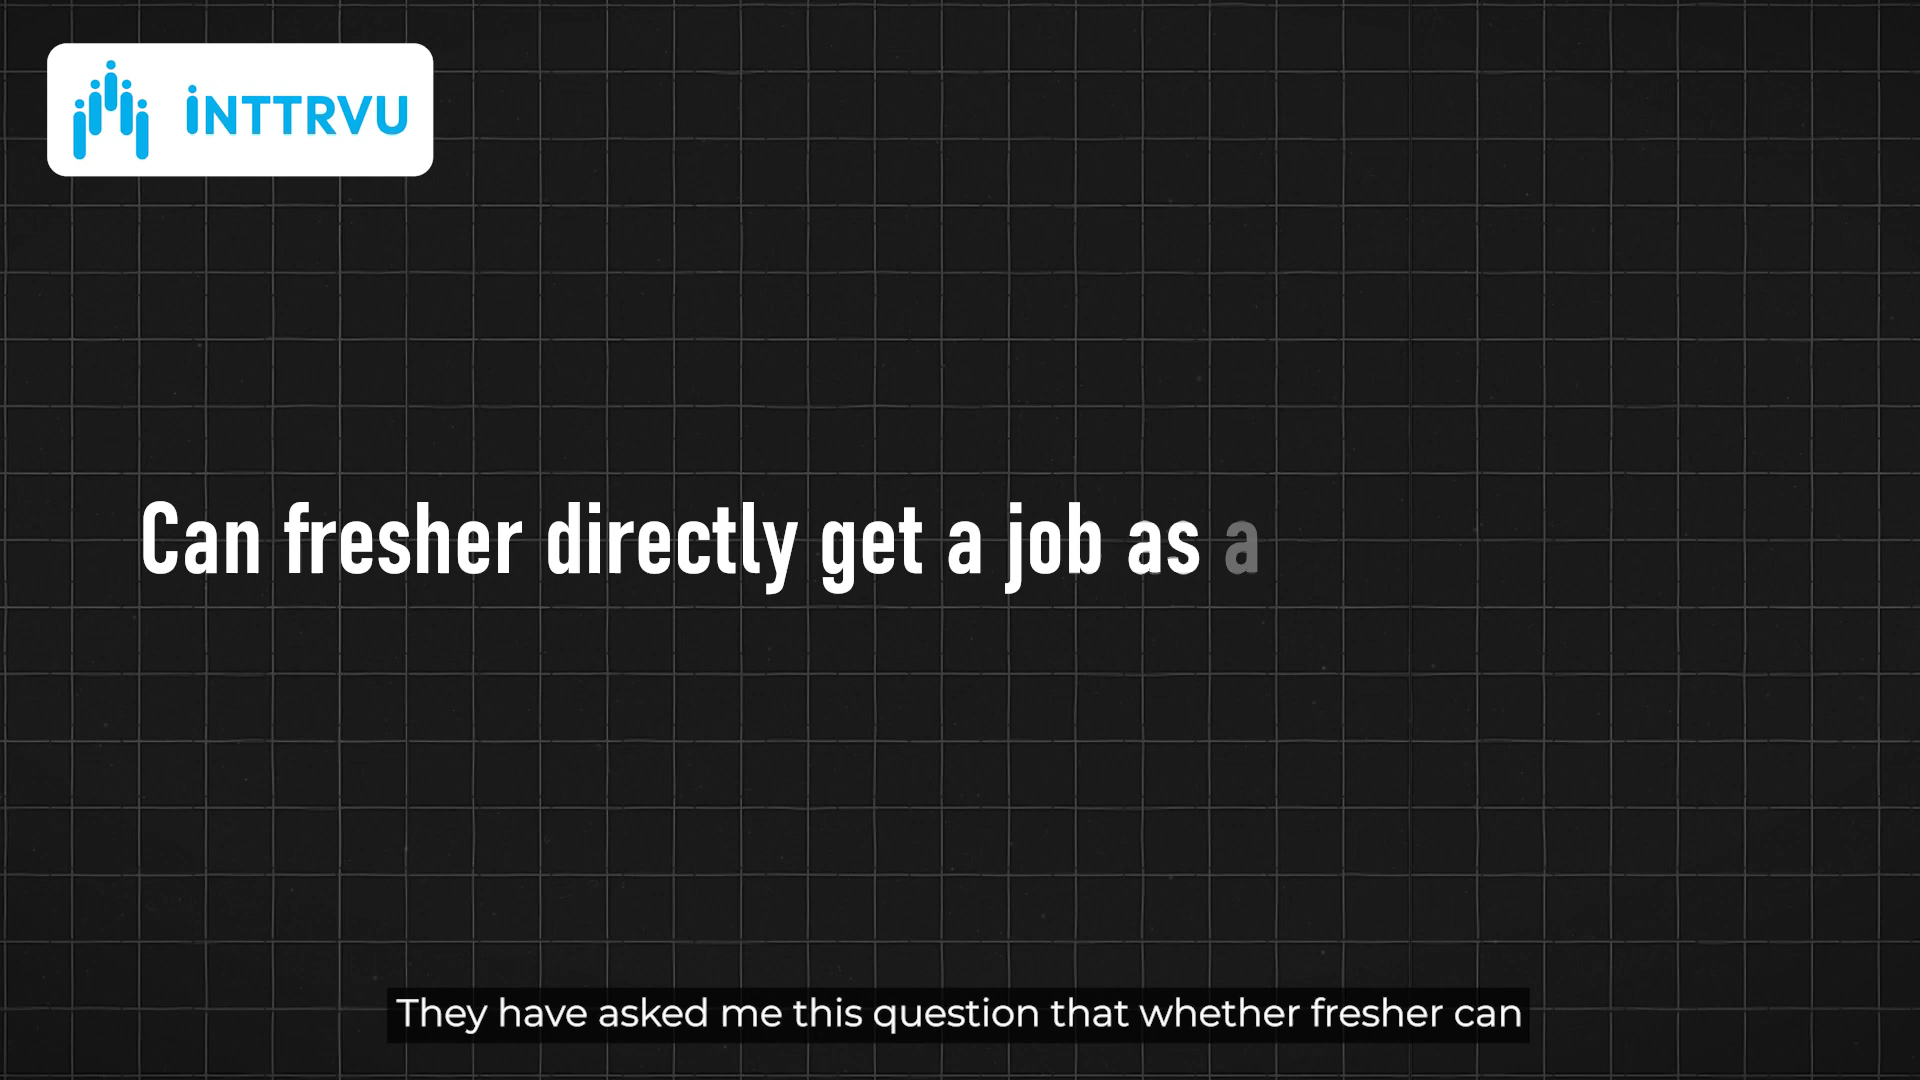 iNTTRVU
Can fresher directly get a job as a
They have asked me this question that whether fresher can